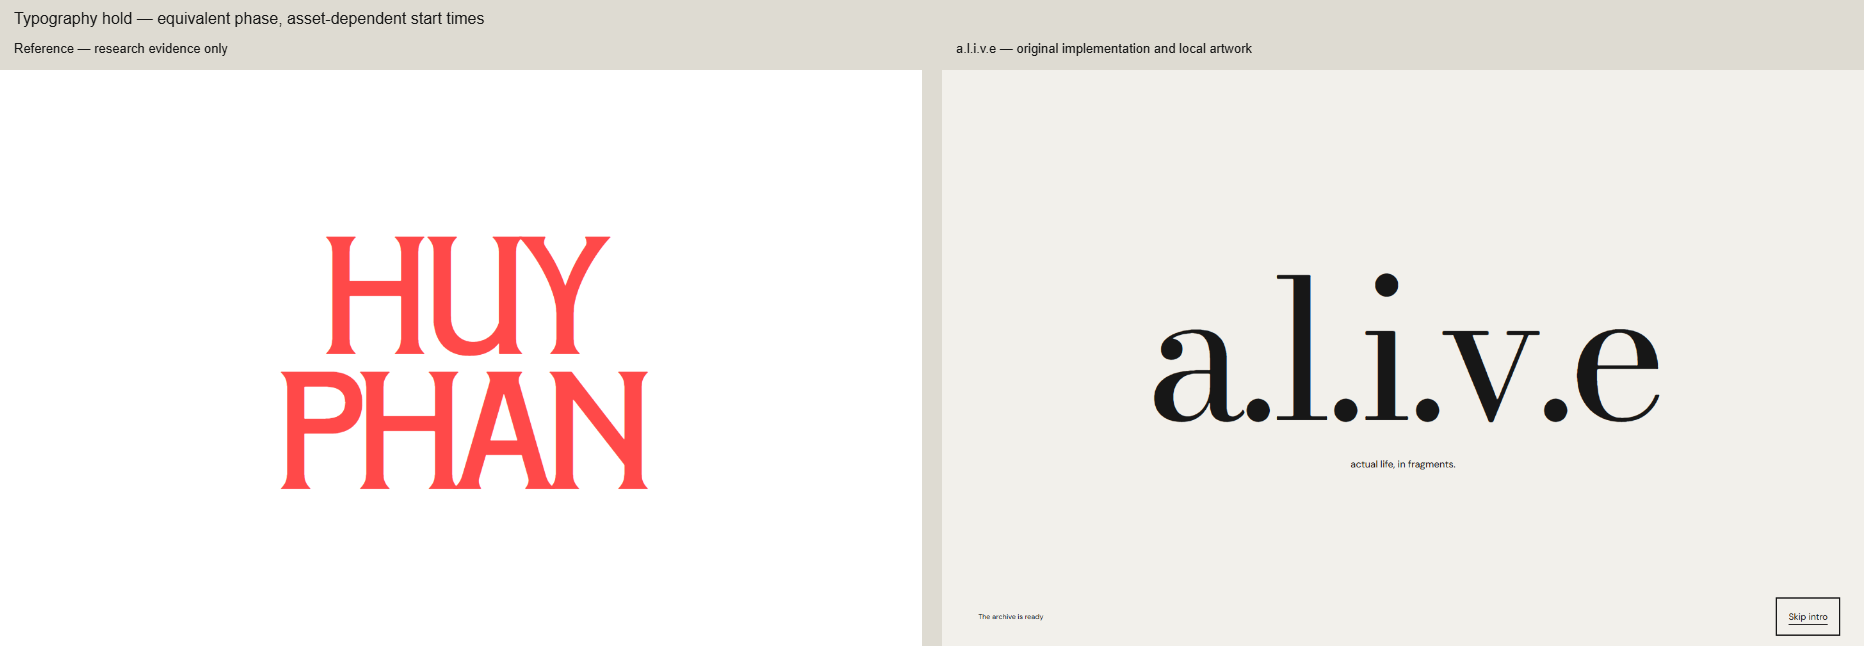 Typography hold — equivalent phase, asset-dependent start times
Reference — research evidence only
a.l.i.v.e — original implementation and local artwork
HUY
PHAN
a.l.i.v.e
actual life, in fragments.
The archive is ready
Skip intro